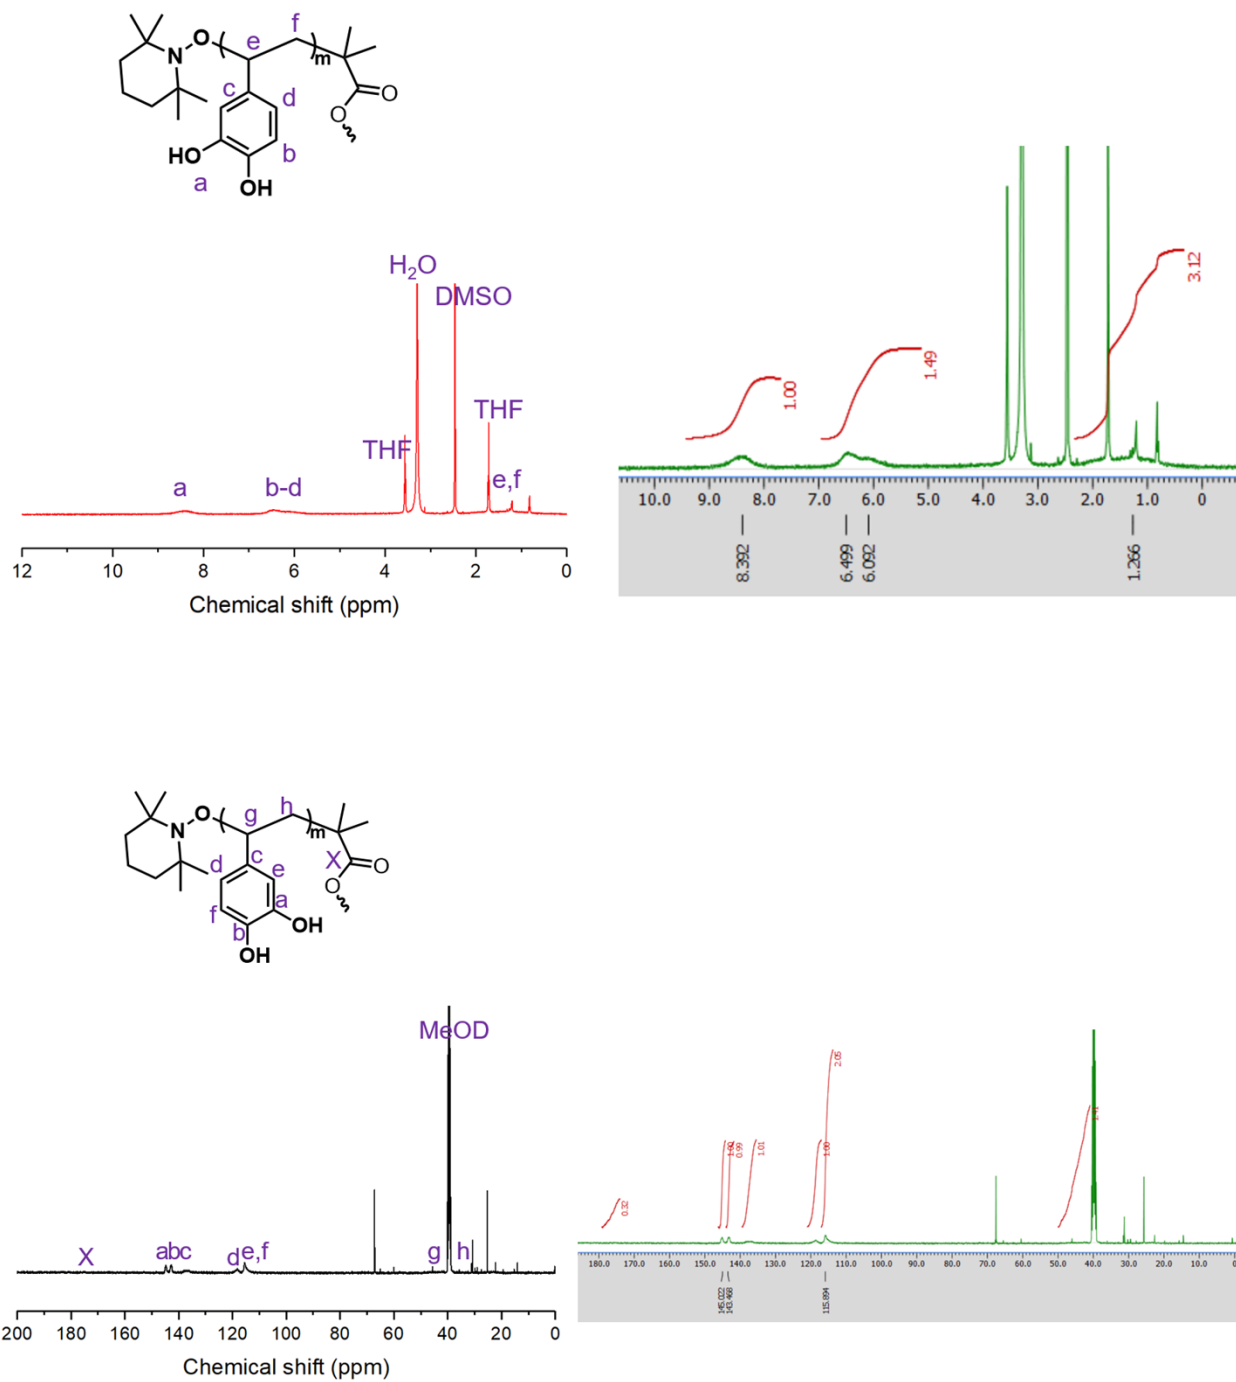 f
O
e
N
m
c
d
O
O
HO
b
a
OH
H2O
DMSO
THF
THF
a
b-d
e,f
12 10 8 6 4 2 0
Chemical shift (ppm)
1.00
1.49
3.12
10.0 9.0 8.0 7.0 6.0 5.0 4.0 3.0 2.0 1.0 0
8.392
6.499
6.092
1.266
O
g
h
N
m
c
X
O
d
e
O
a
f
OH
b
OH
MeOD
X
abc
d
e,f
g
h
200 180 160 140 120 100 80 60 40 20 0
Chemical shift (ppm)
0.32
1.00
0.99
1.01
1.00
2.05
180.0 170.0 160.0 150.0 140.0 130.0 120.0 110.0 100.0 90.0 80.0 70.0 60.0 50.0 40.0 30.0 20.0 10.0 0
145.022
143.468
115.894